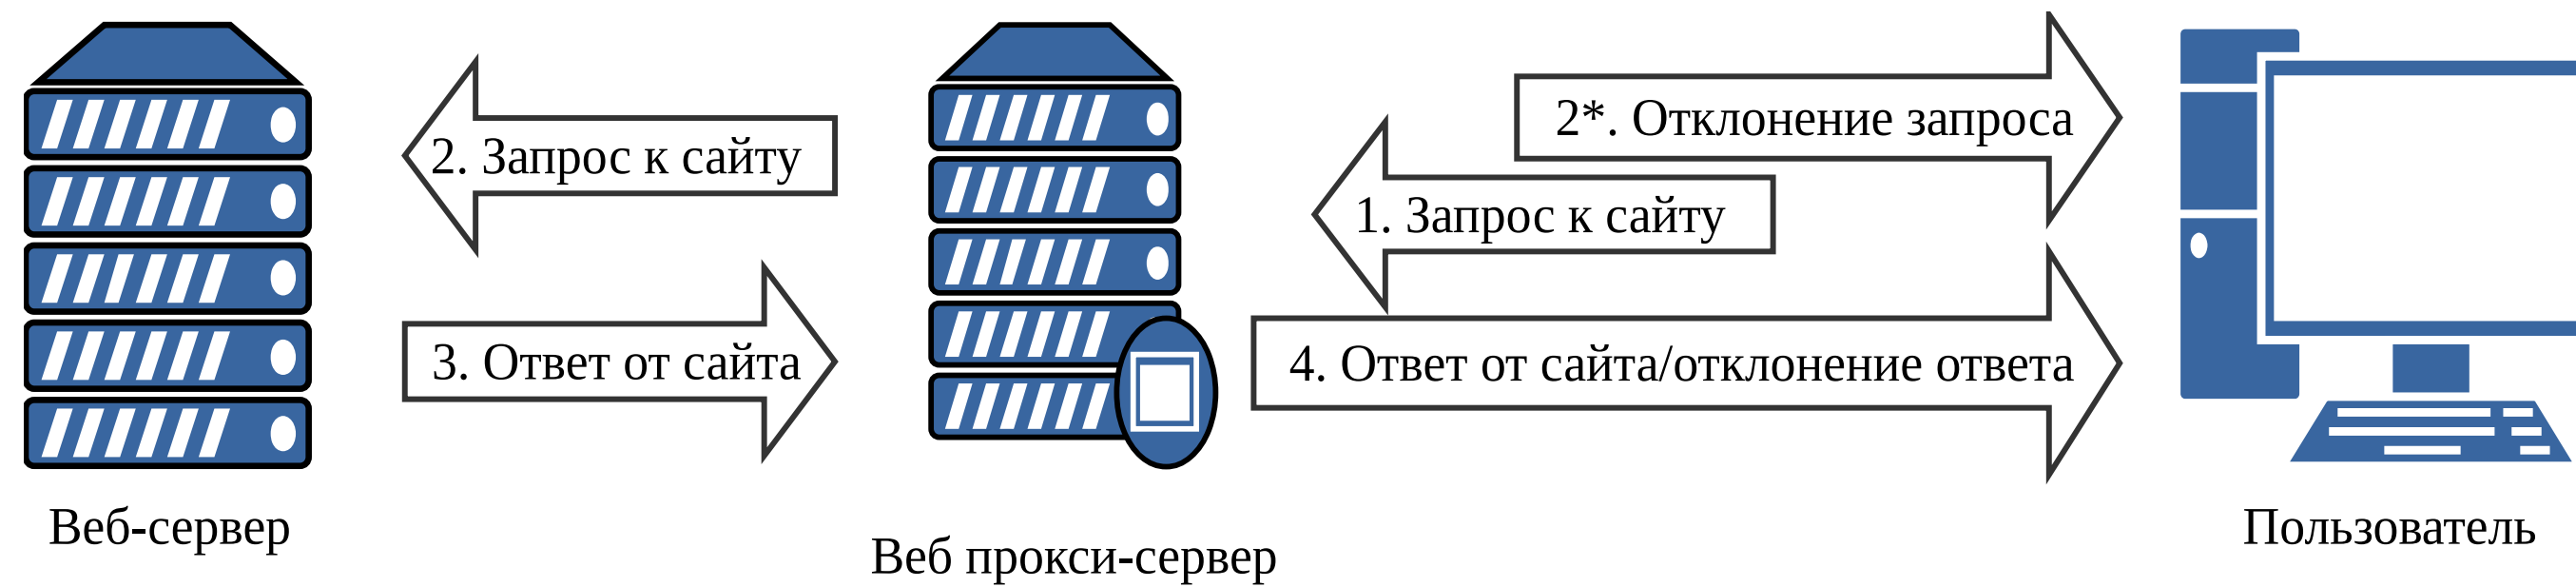 2*. Отклонение запроса
2. Запрос к сайту
1. Запрос к сайту
3. Ответ от сайта
4. Ответ от сайта/отклонение ответа
Веб-сервер
Веб прокси-сервер
Пользователь